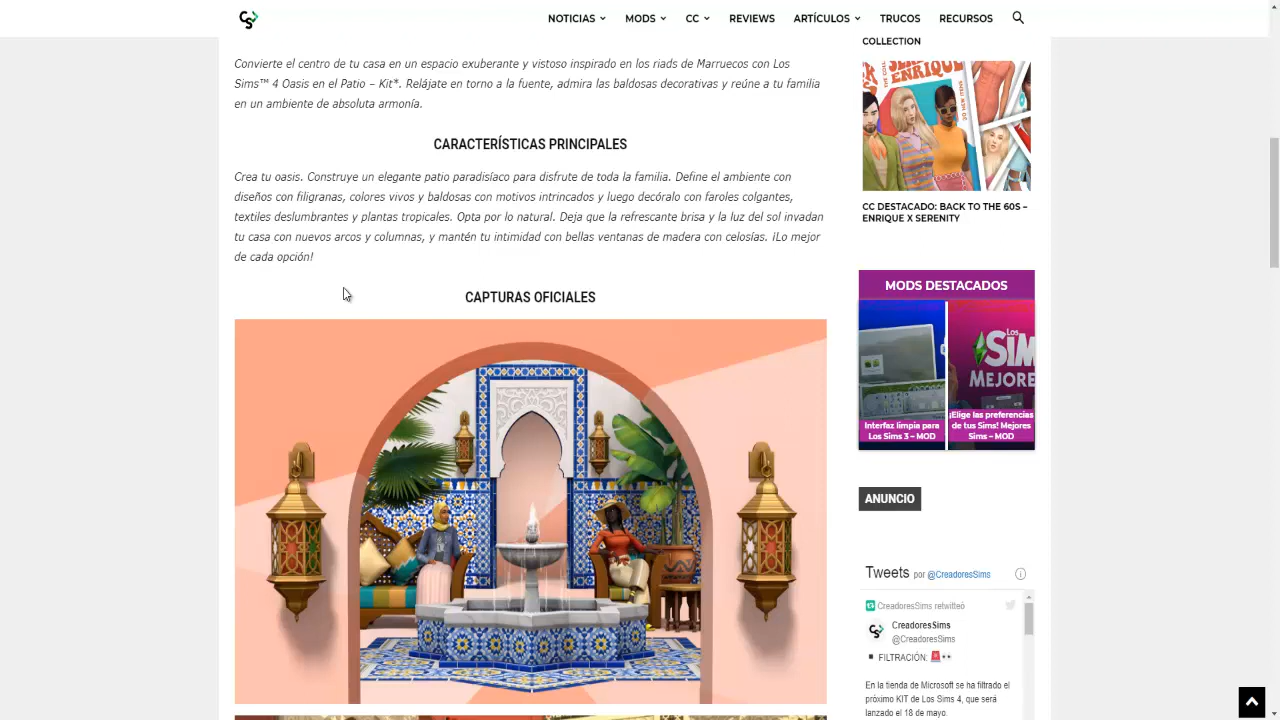 NOTICIAS
MODS
CC
REVIEWS
ARTÍCULOS
TRUCOS
RECURSOS
Convierte el centro de tu casa en un espacio exuberante y vistoso inspirado en los riads de Marruecos con Los
Sims™ 4 Oasis en el Patio – Kit*. Relájate en torno a la fuente, admira las baldosas decorativas y reúne a tu familia
en un ambiente de absoluta armonía.
CARACTERÍSTICAS PRINCIPALES
Crea tu oasis. Construye un elegante patio paradisíaco para disfrute de toda la familia. Define el ambiente con
diseños con filigranas, colores vivos y baldosas con motivos intrincados y luego decóralo con faroles colgantes,
textiles deslumbrantes y plantas tropicales. Opta por lo natural. Deja que la refrescante brisa y la luz del sol invadan
tu casa con nuevos arcos y columnas, y mantén tu intimidad con bellas ventanas de madera con celosías. ¡Lo mejor
de cada opción!
CAPTURAS OFICIALES
COLLECTION
ENRIQUE
CC DESTACADO: BACK TO THE 60S –
ENRIQUE X SERENITY
MODS DESTACADOS
Interfaz limpia para
Los Sims 3 – MOD
Los
SIM
MEJORE
¡Elige las preferencias
de tus Sims! Mejores
Sims – MOD
ANUNCIO
Tweets por @CreadoresSims
CreadoresSims retwitteó
CreadoresSims
@CreadoresSims
FILTRACIÓN:
En la tienda de Microsoft se ha filtrado el
próximo KIT de Los Sims 4, que será
lanzado el 18 de mayo.